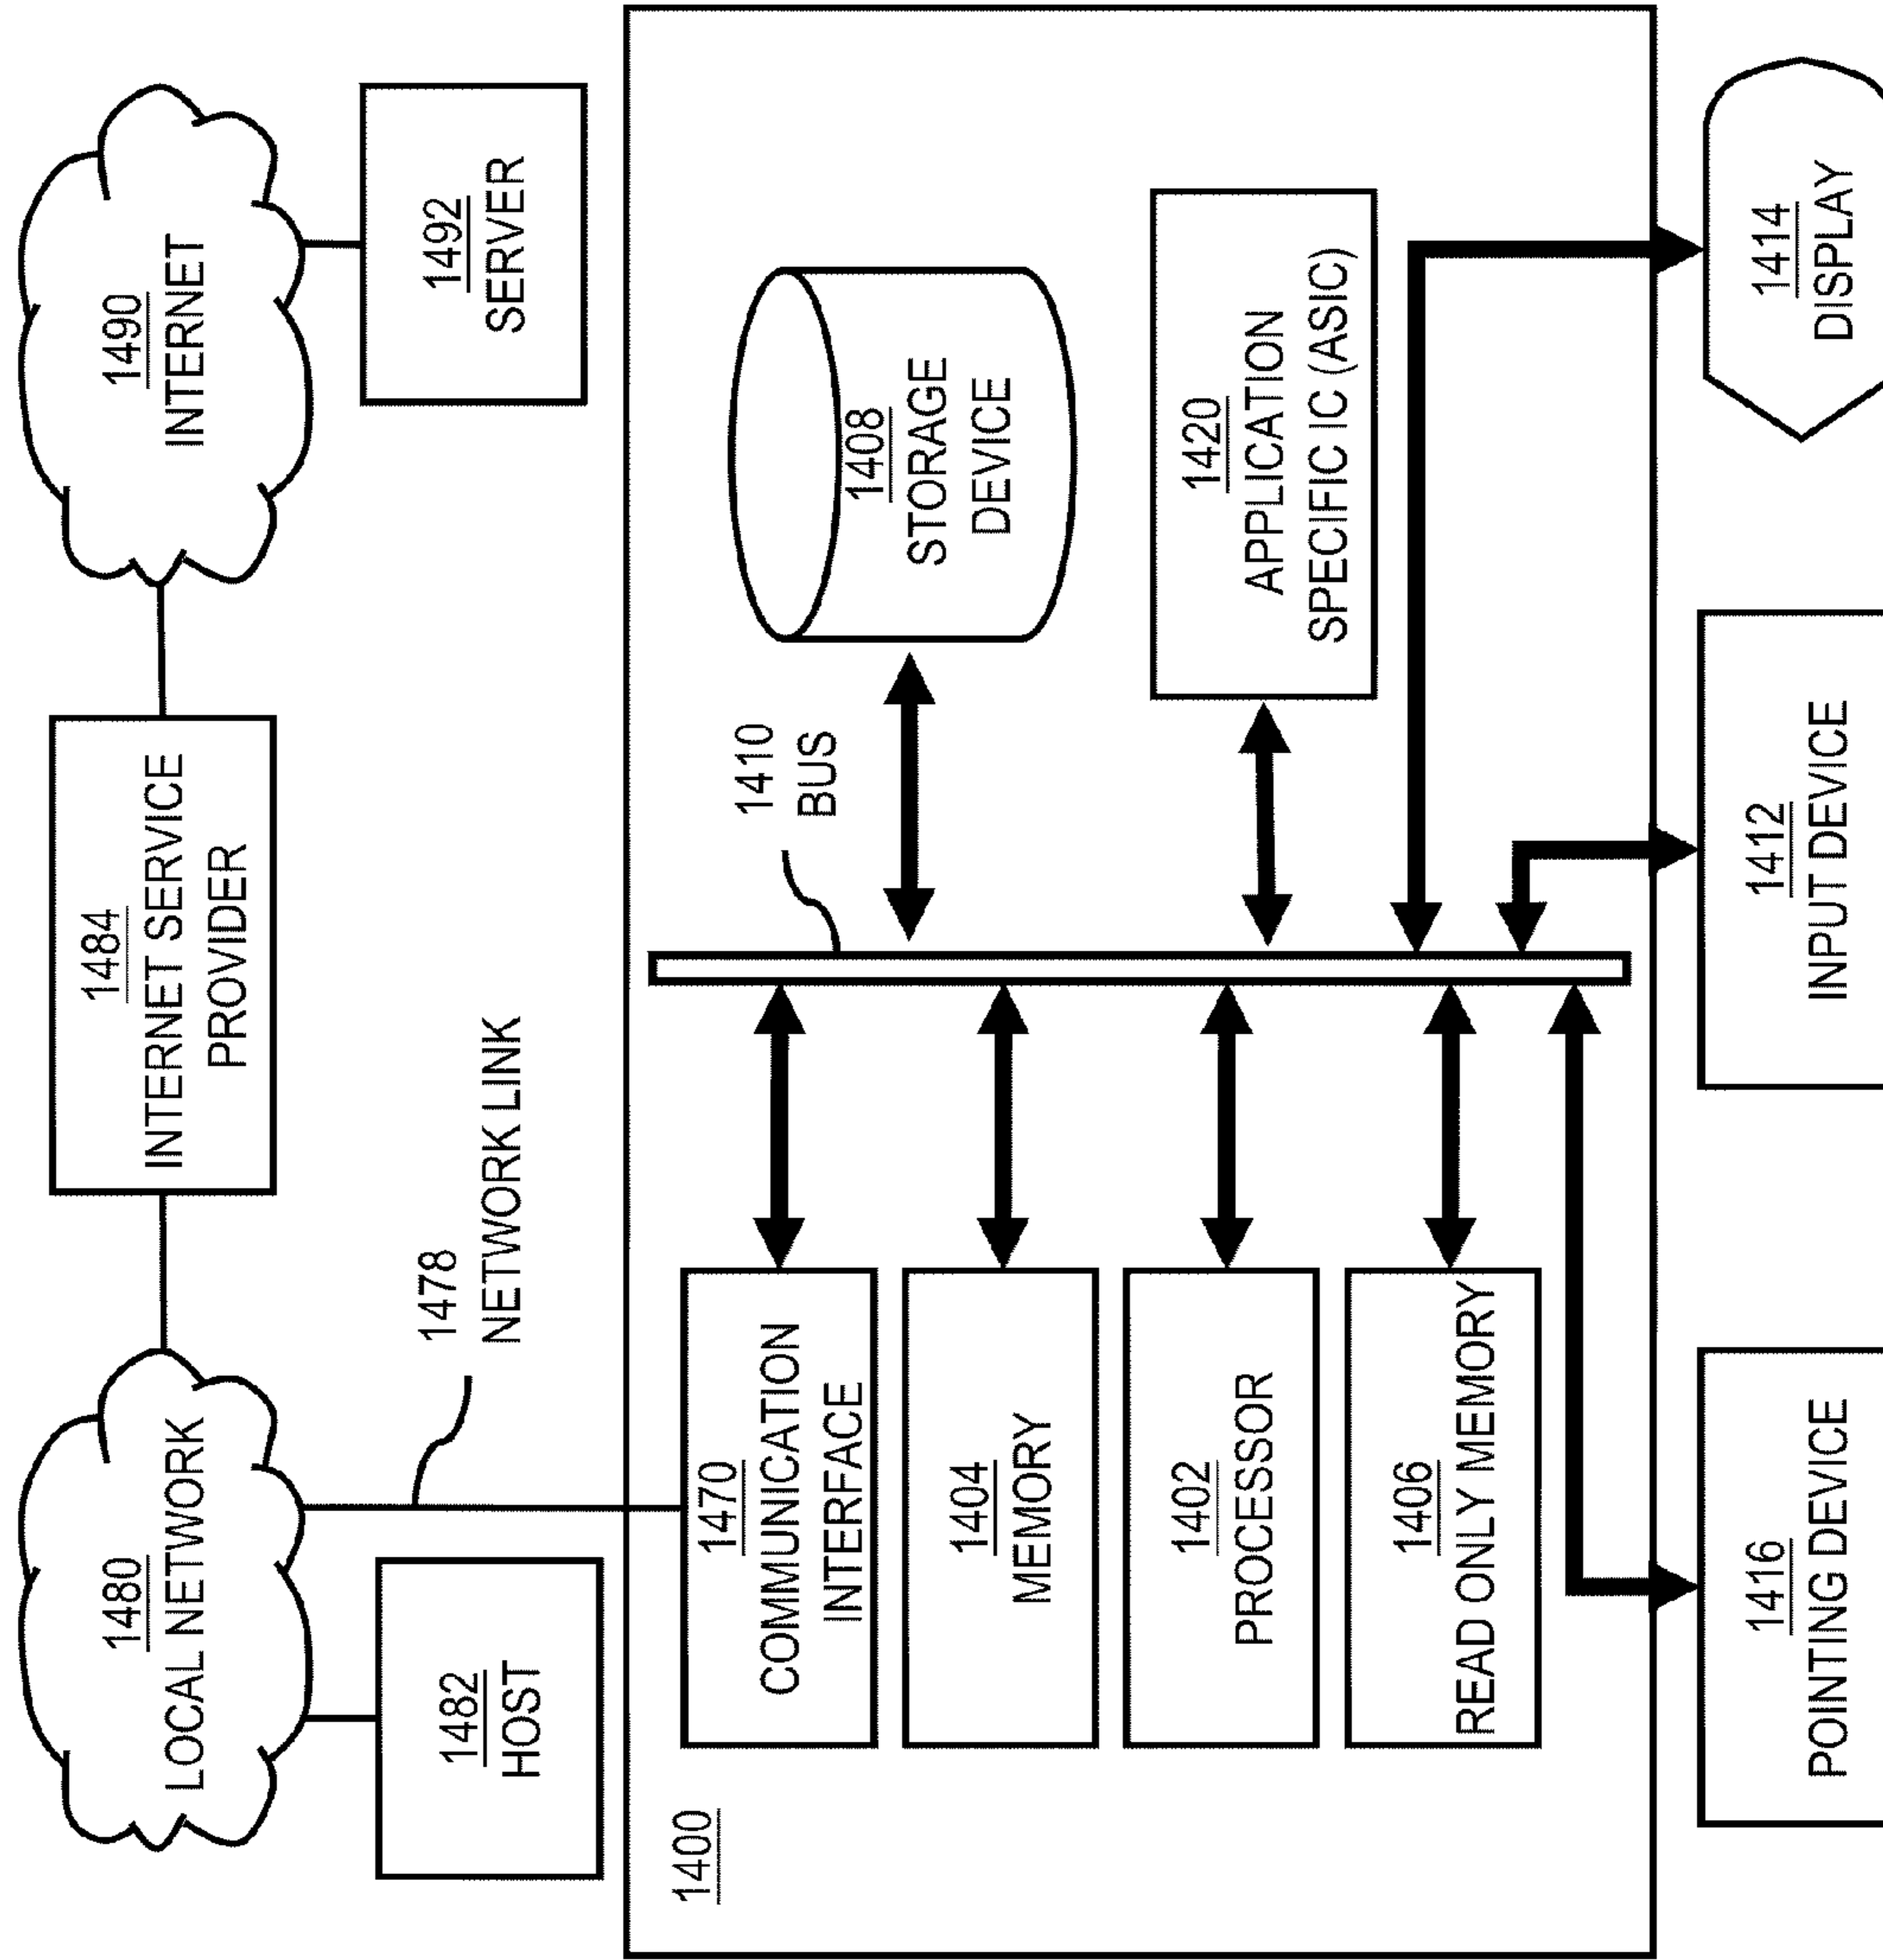 1480
LOCAL NETWORK
1484
INTERNET SERVICE
PROVIDER
1490
INTERNET
1482
HOST
1478
NETWORK LINK
1492
SERVER
1400
1470
COMMUNICATION
INTERFACE
1410
BUS
1408
STORAGE
DEVICE
1404
MEMORY
1402
PROCESSOR
1420
APPLICATION
SPECIFIC (ASIC)
1406
READ ONLY MEMORY
1416
POINTING DEVICE
1412
INPUT DEVICE
1414
DISPLAY